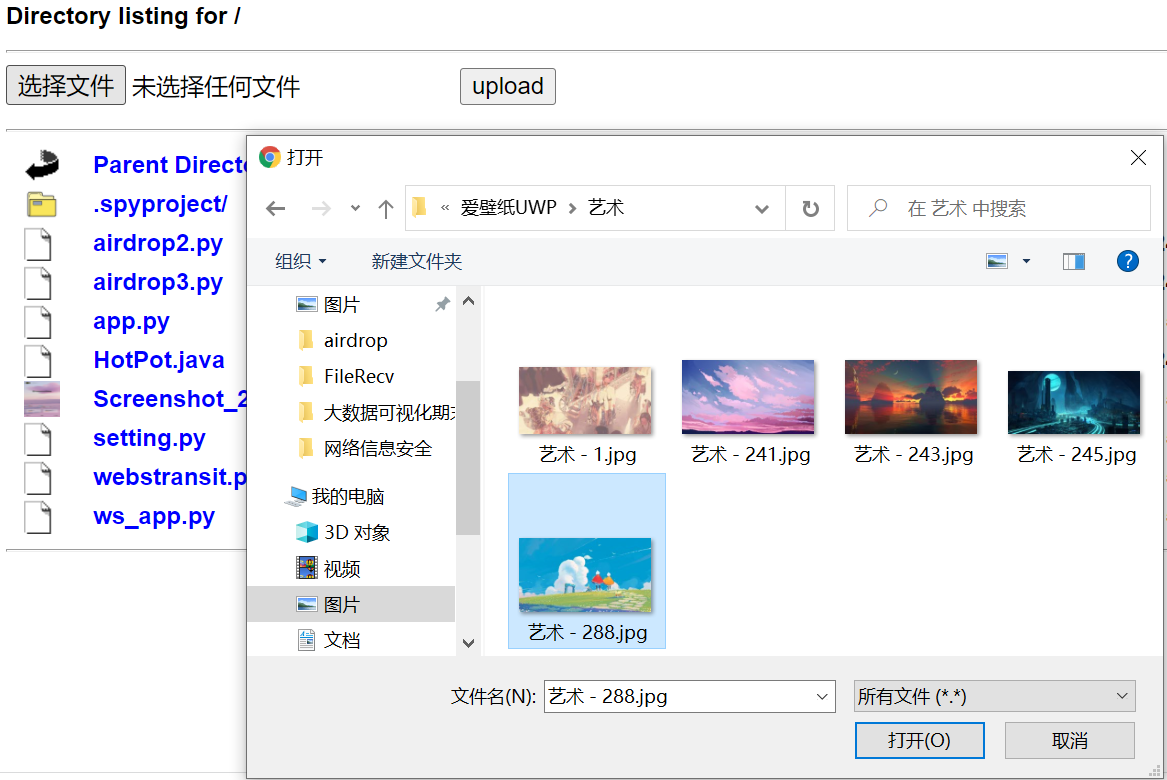 Directory listing for /
选择文件 未选择任何文件 upload
Parent Directo
.spyproject/
airdrop2.py
airdrop3.py
app.py
HotPot.java
Screenshot_2
setting.py
webstransit.p
ws_app.py
打开
« 爱壁纸UWP › 艺术
在 艺术 中搜索
组织 新建文件夹
图片
airdrop
FileRecv
大数据可视化期末
网络信息安全
我的电脑
3D 对象
视频
图片
文档
艺术 - 1.jpg 艺术 - 241.jpg 艺术 - 243.jpg 艺术 - 245.jpg
艺术 - 288.jpg
文件名(N): 艺术 - 288.jpg 所有文件 (*.*)
打开(O) 取消